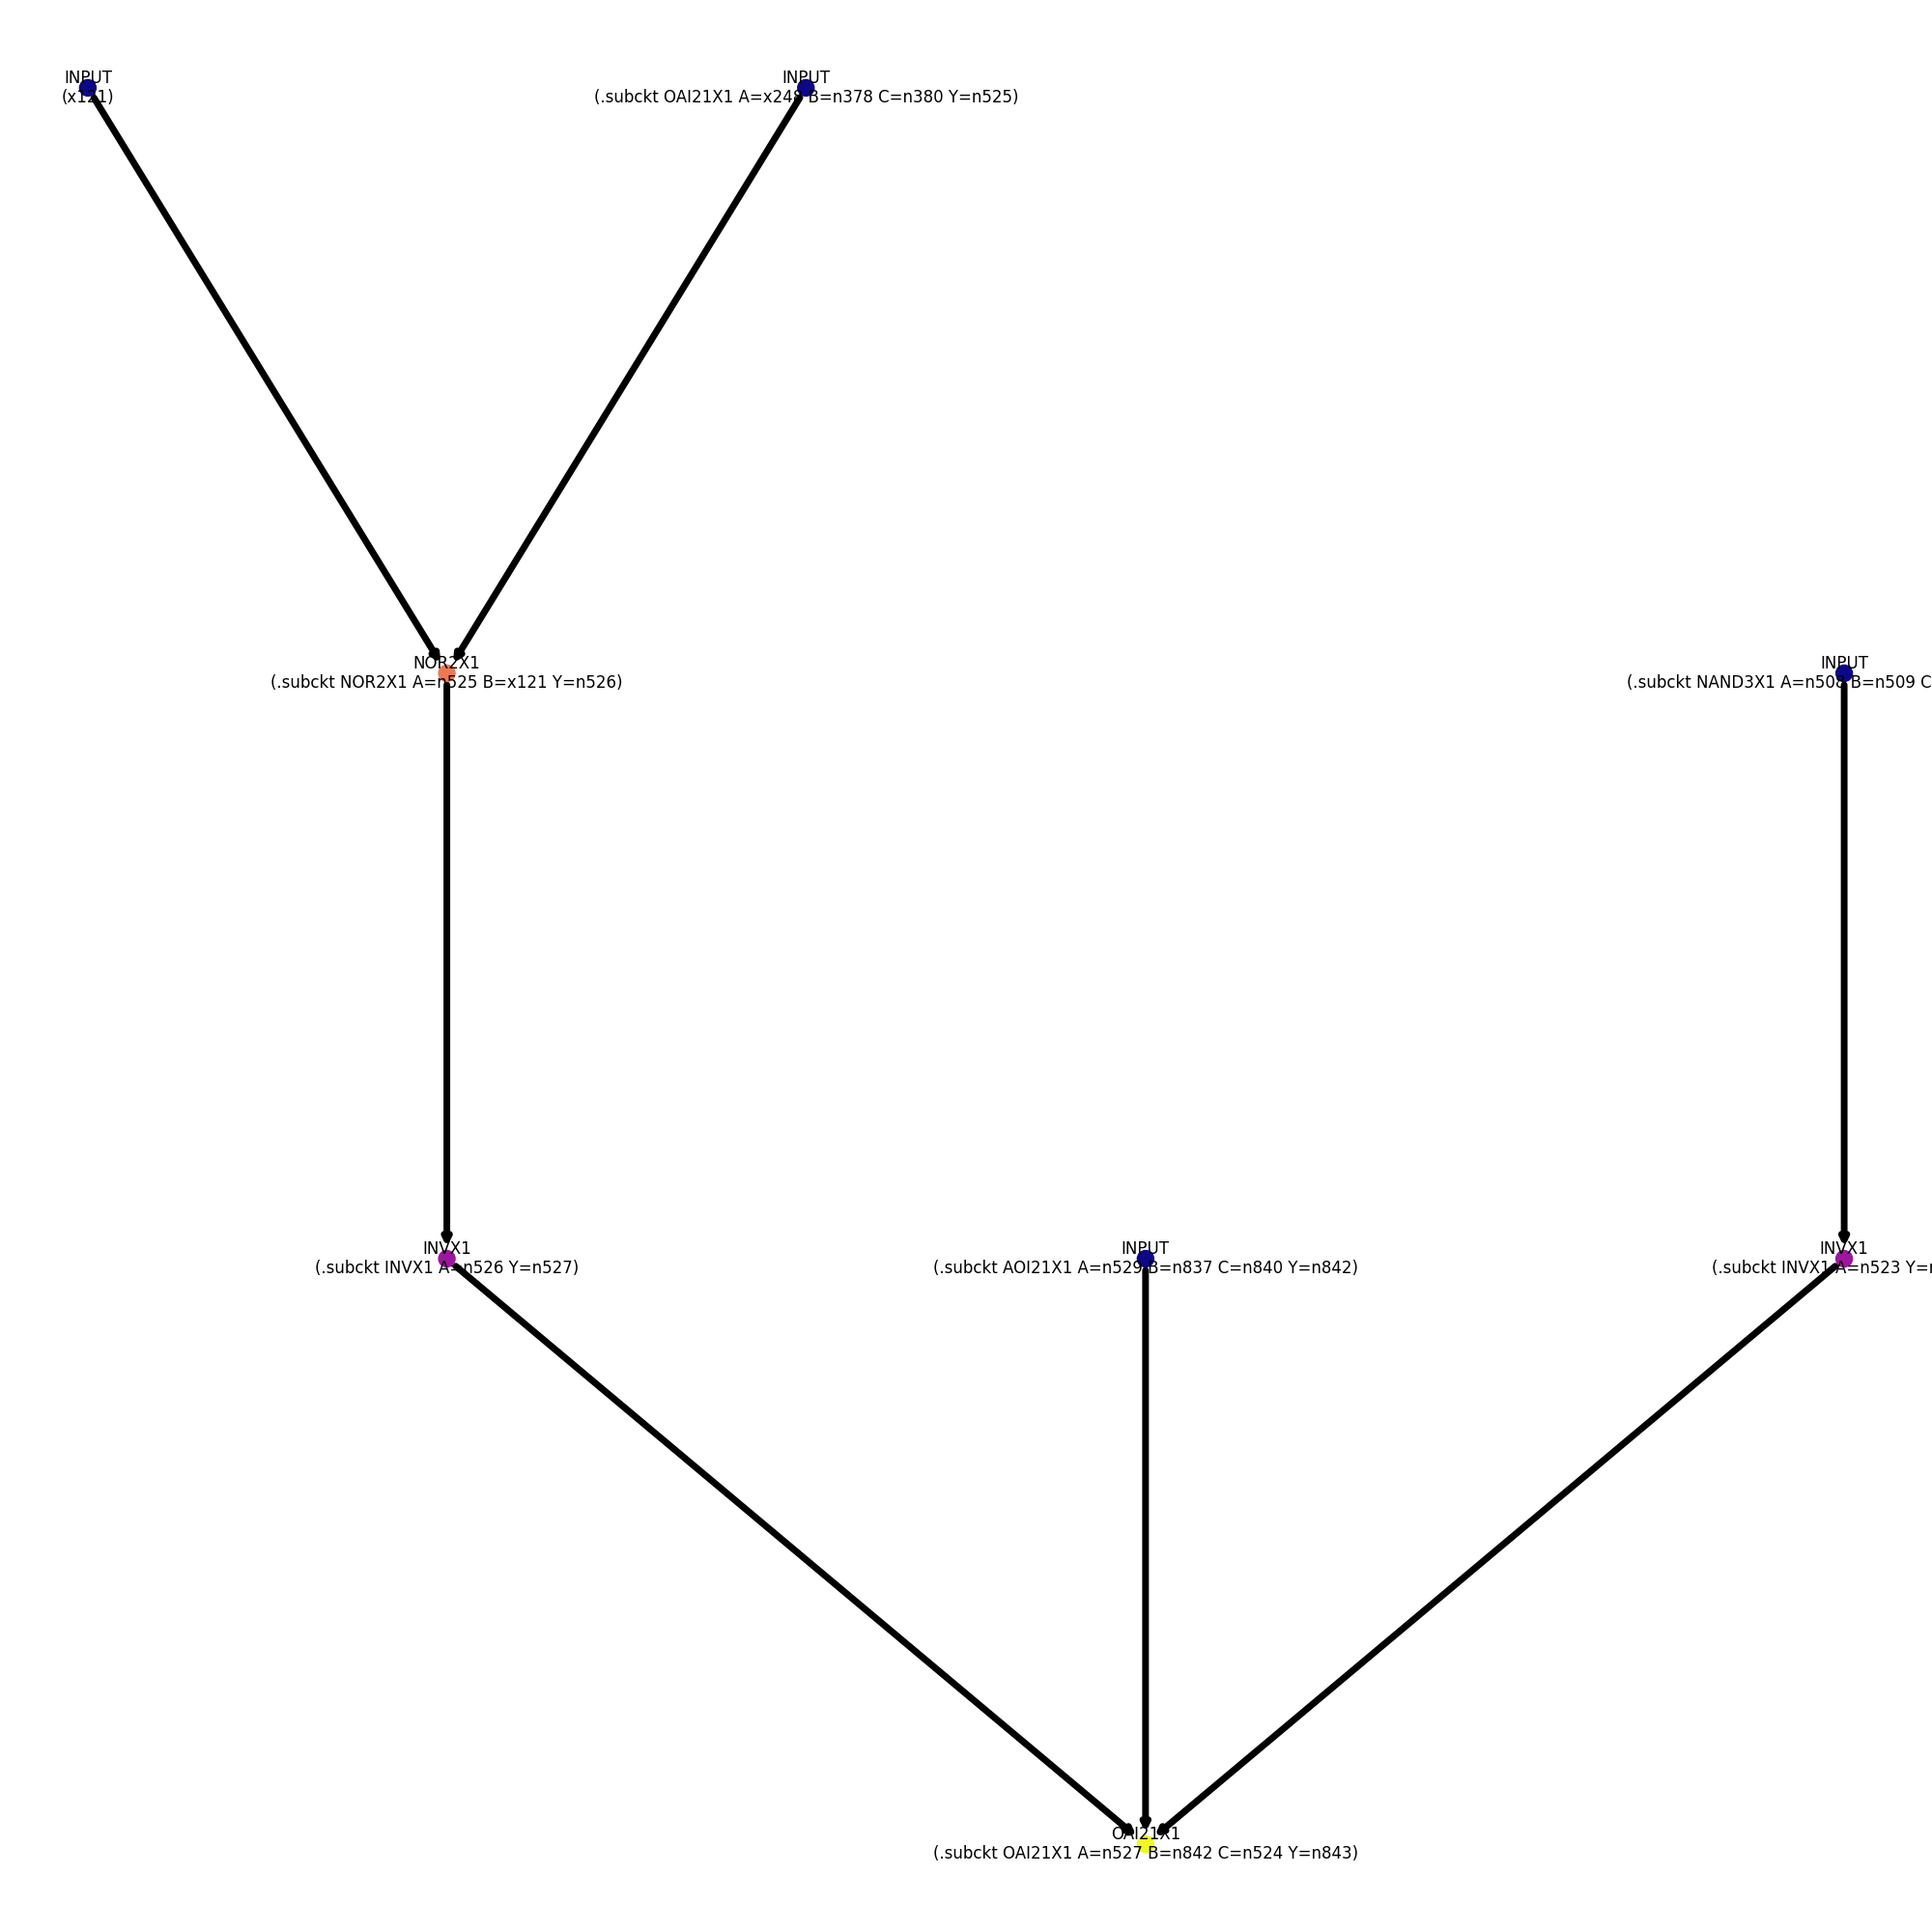 INPUT
(x121)
INPUT
(.subckt OAI21X1 A=x248 B=n378 C=n380 Y=n525)
NOR2X1
(.subckt NOR2X1 A=n525 B=x121 Y=n526)
INPUT
(.subckt NAND3X1 A=n508 B=n509 C
INVX1
(.subckt INVX1 A=n526 Y=n527)
INPUT
(.subckt AOI21X1 A=n529 B=n837 C=n840 Y=n842)
INVX1
(.subckt INVX1 A=n523
OAI21X1
(.subckt OAI21X1 A=n527 B=n842 C=n524 Y=n843)